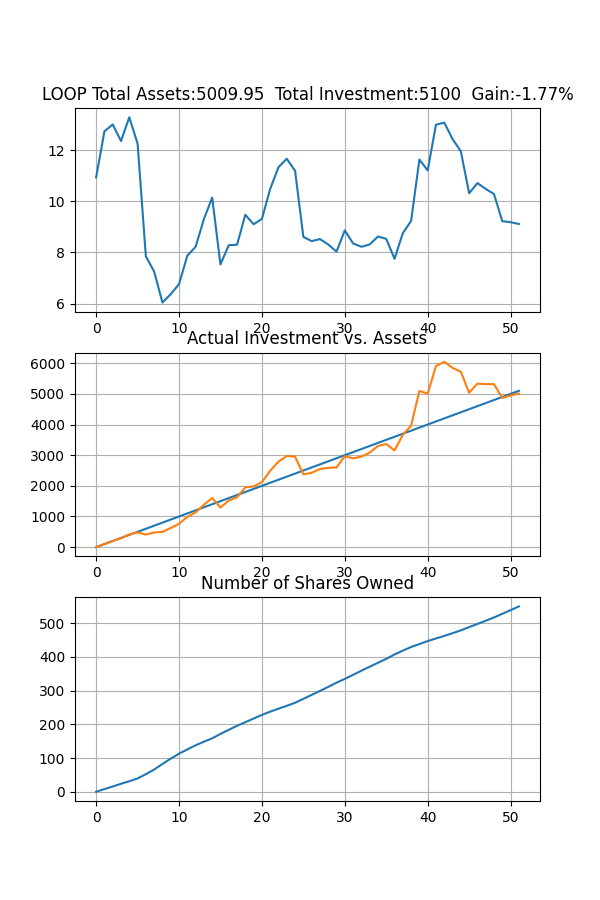 LOOP Total Assets:5009.95  Total Investment:5100  Gain:-1.77%
12
10
8
6
0 10 20 30 40 50
Actual Investment vs. Assets
6000
5000
4000
3000
2000
1000
0
0 10 20 30 40 50
Number of Shares Owned
500
400
300
200
100
0
0 10 20 30 40 50